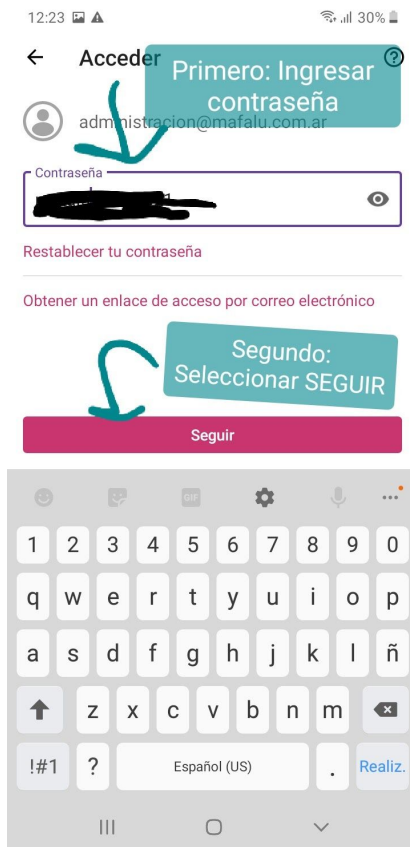 12:23 30%
Acceder
Primero: Ingresar
contraseña
administracion@mafalu.com.ar
Contraseña
Restablecer tu contraseña
Obtener un enlace de acceso por correo electrónico
Segundo:
Seleccionar SEGUIR
Seguir
GIF
1 2 3 4 5 6 7 8 9 0
q w e r t y u i o p
a s d f g h j k l ñ
z x c v b n m
!#1 ? Español (US) . Realiz.